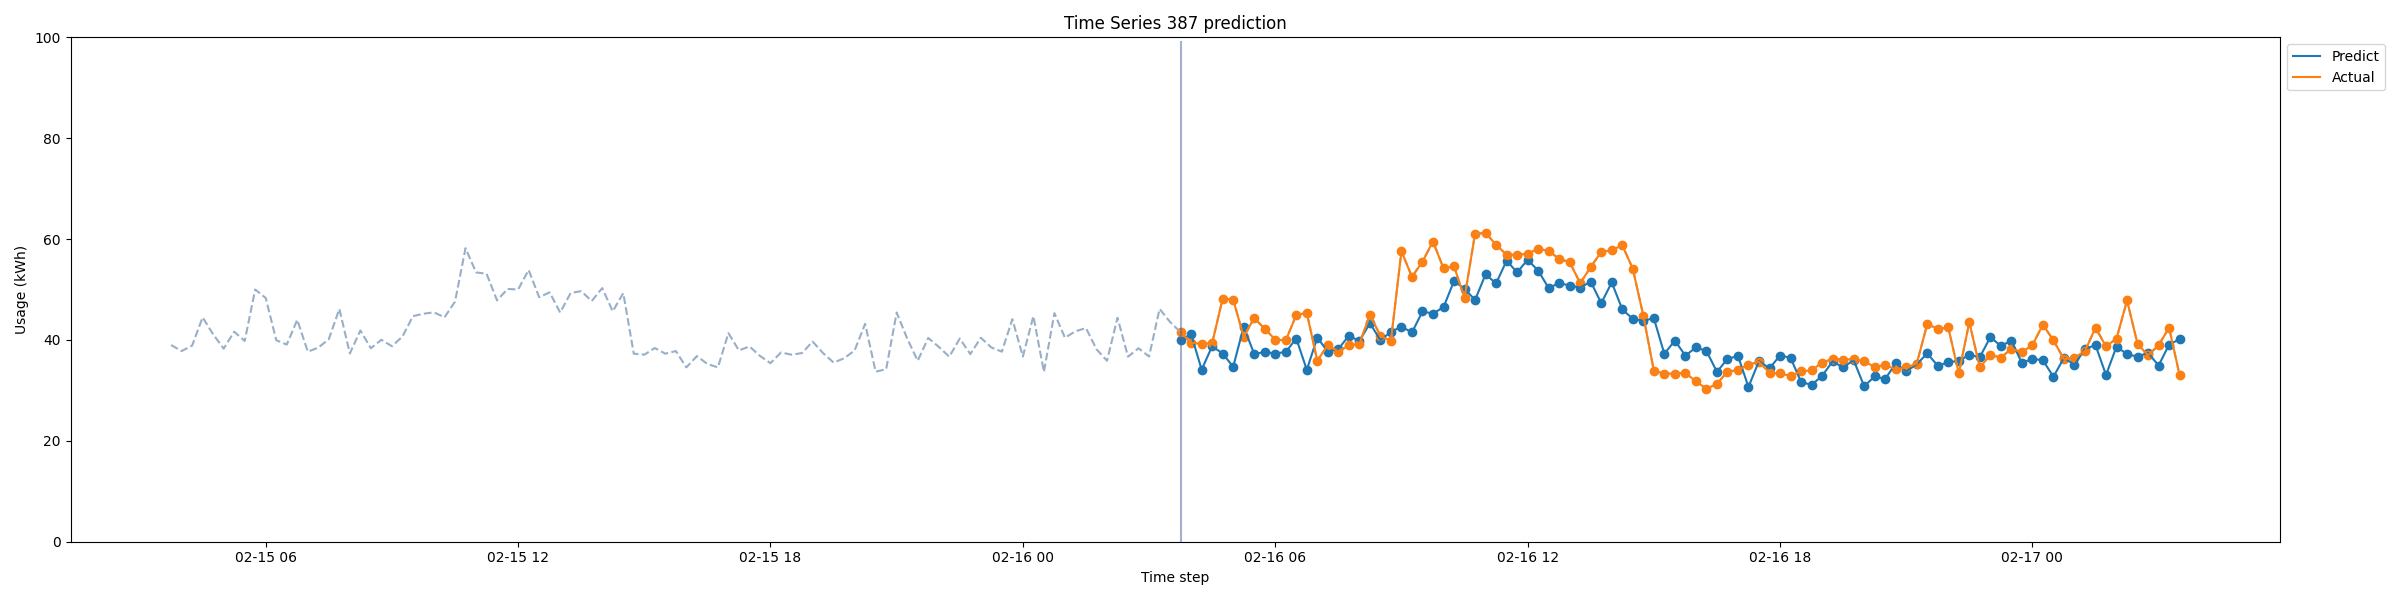 Time Series 387 prediction
Predict
Actual
100
80
60
40
20
0
Usage (kWh)
02-15 06
02-15 12
02-15 18
02-16 00
02-16 06
02-16 12
02-16 18
02-17 00
Time step